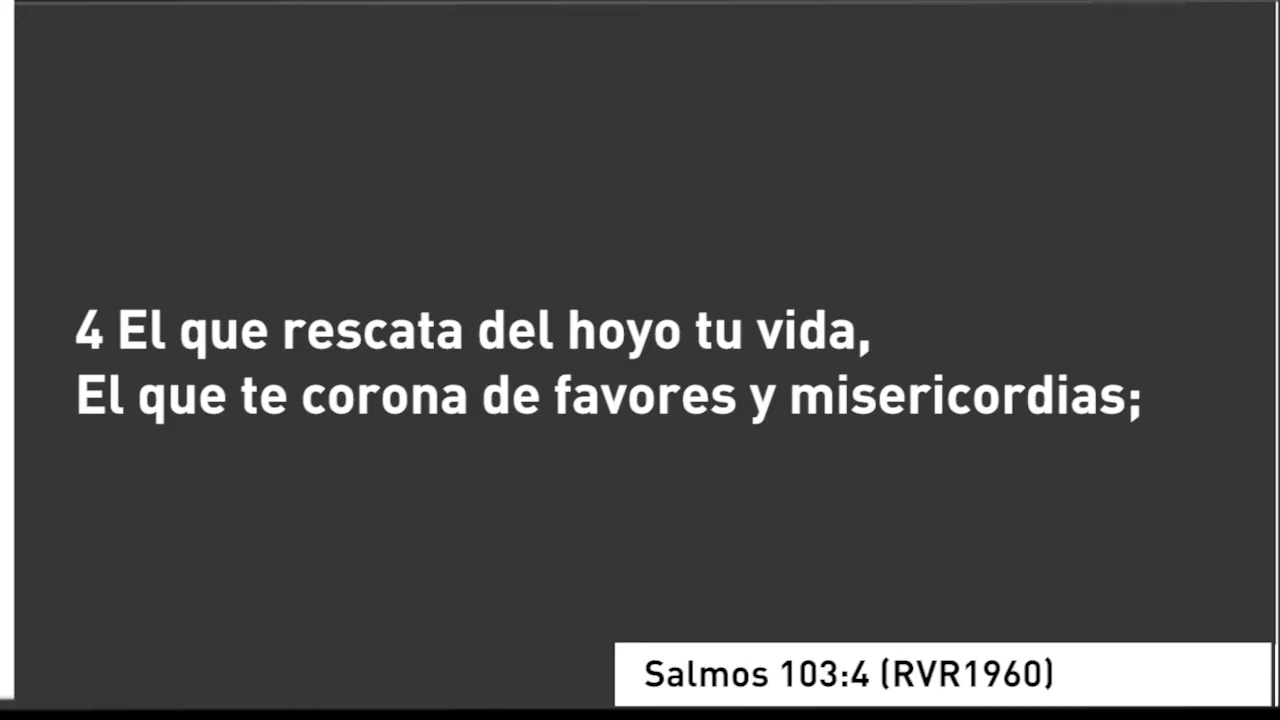 4 El que rescata del hoyo tu vida,
El que te corona de favores y misericordias;
Salmos 103:4 (RVR1960)